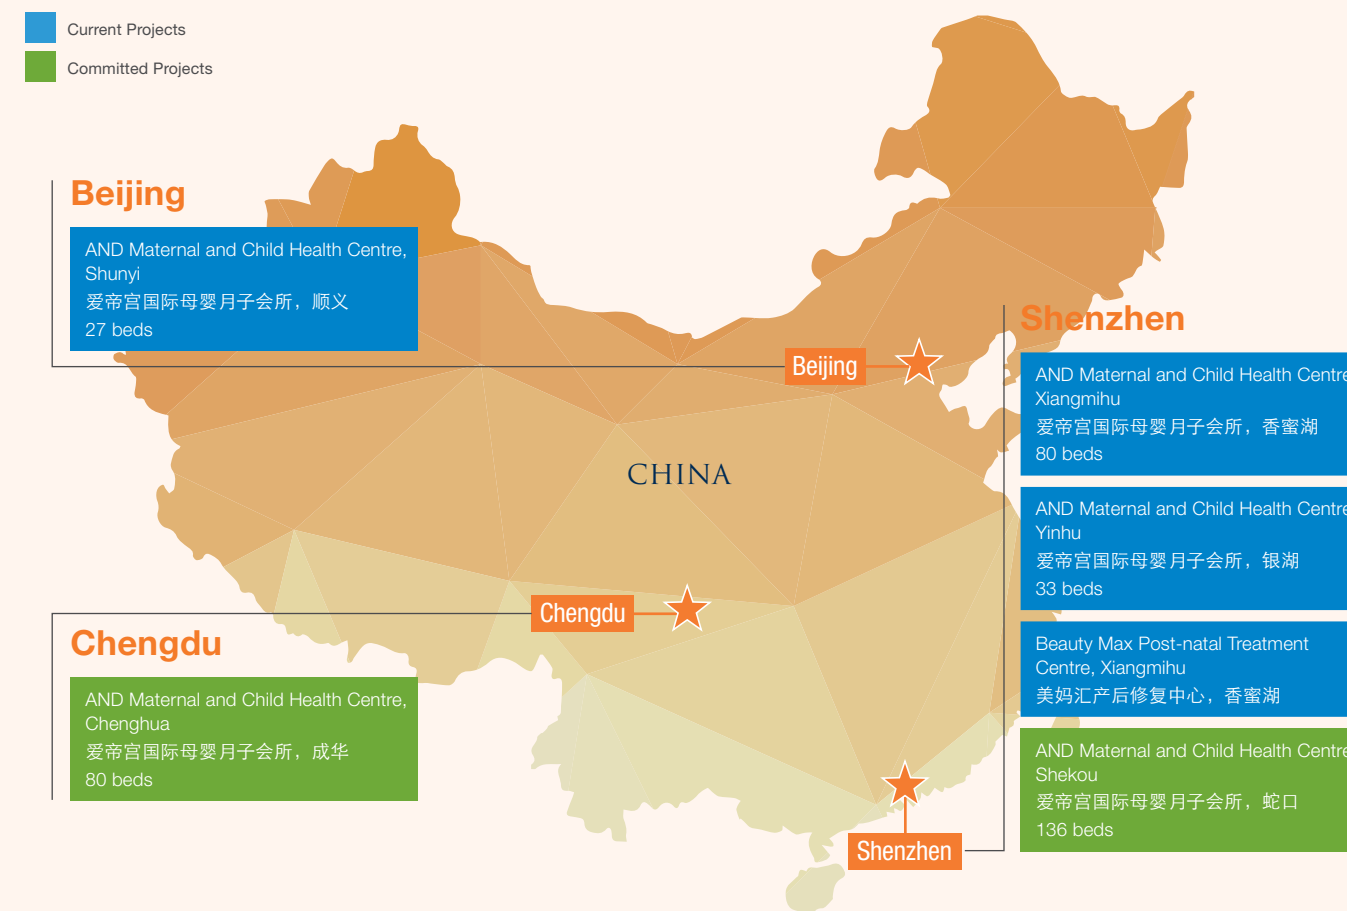 Current Projects
Committed Projects
Beijing
AND Maternal and Child Health Centre,
Shunyi
爱帝宫国际母婴月子会所，顺义
27 beds
Beijing
CHINA
Chengdu
Chengdu
AND Maternal and Child Health Centre,
Chenghua
爱帝宫国际母婴月子会所，成华
80 beds
Shenzhen
AND Maternal and Child Health Centre
Xiangmihu
爱帝宫国际母婴月子会所，香蜜湖
80 beds
AND Maternal and Child Health Centre
Yinhu
爱帝宫国际母婴月子会所，银湖
33 beds
Beauty Max Post-natal Treatment
Centre, Xiangmihu
美妈汇产后修复中心，香蜜湖
AND Maternal and Child Health Centre
Shekou
爱帝宫国际母婴月子会所，蛇口
136 beds
Shenzhen